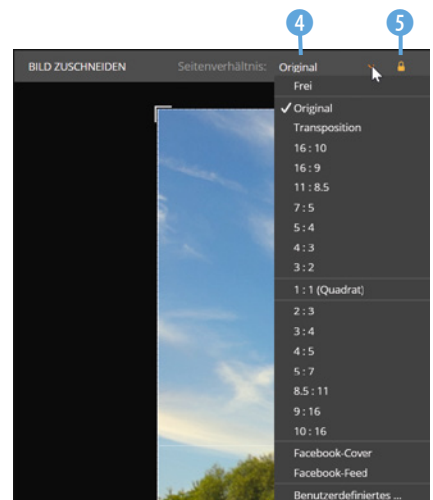 4 5
BILD ZUSCHNEIDEN Seitenverhältnis: Original
Frei
Original
Transposition
16 : 10
16 : 9
11 : 8.5
7 : 5
5 : 4
4 : 3
3 : 2
1 : 1 (Quadrat)
2 : 3
3 : 4
4 : 5
5 : 7
8.5 : 11
9 : 16
10 : 16
Facebook-Cover
Facebook-Feed
Benutzerdefiniertes ...